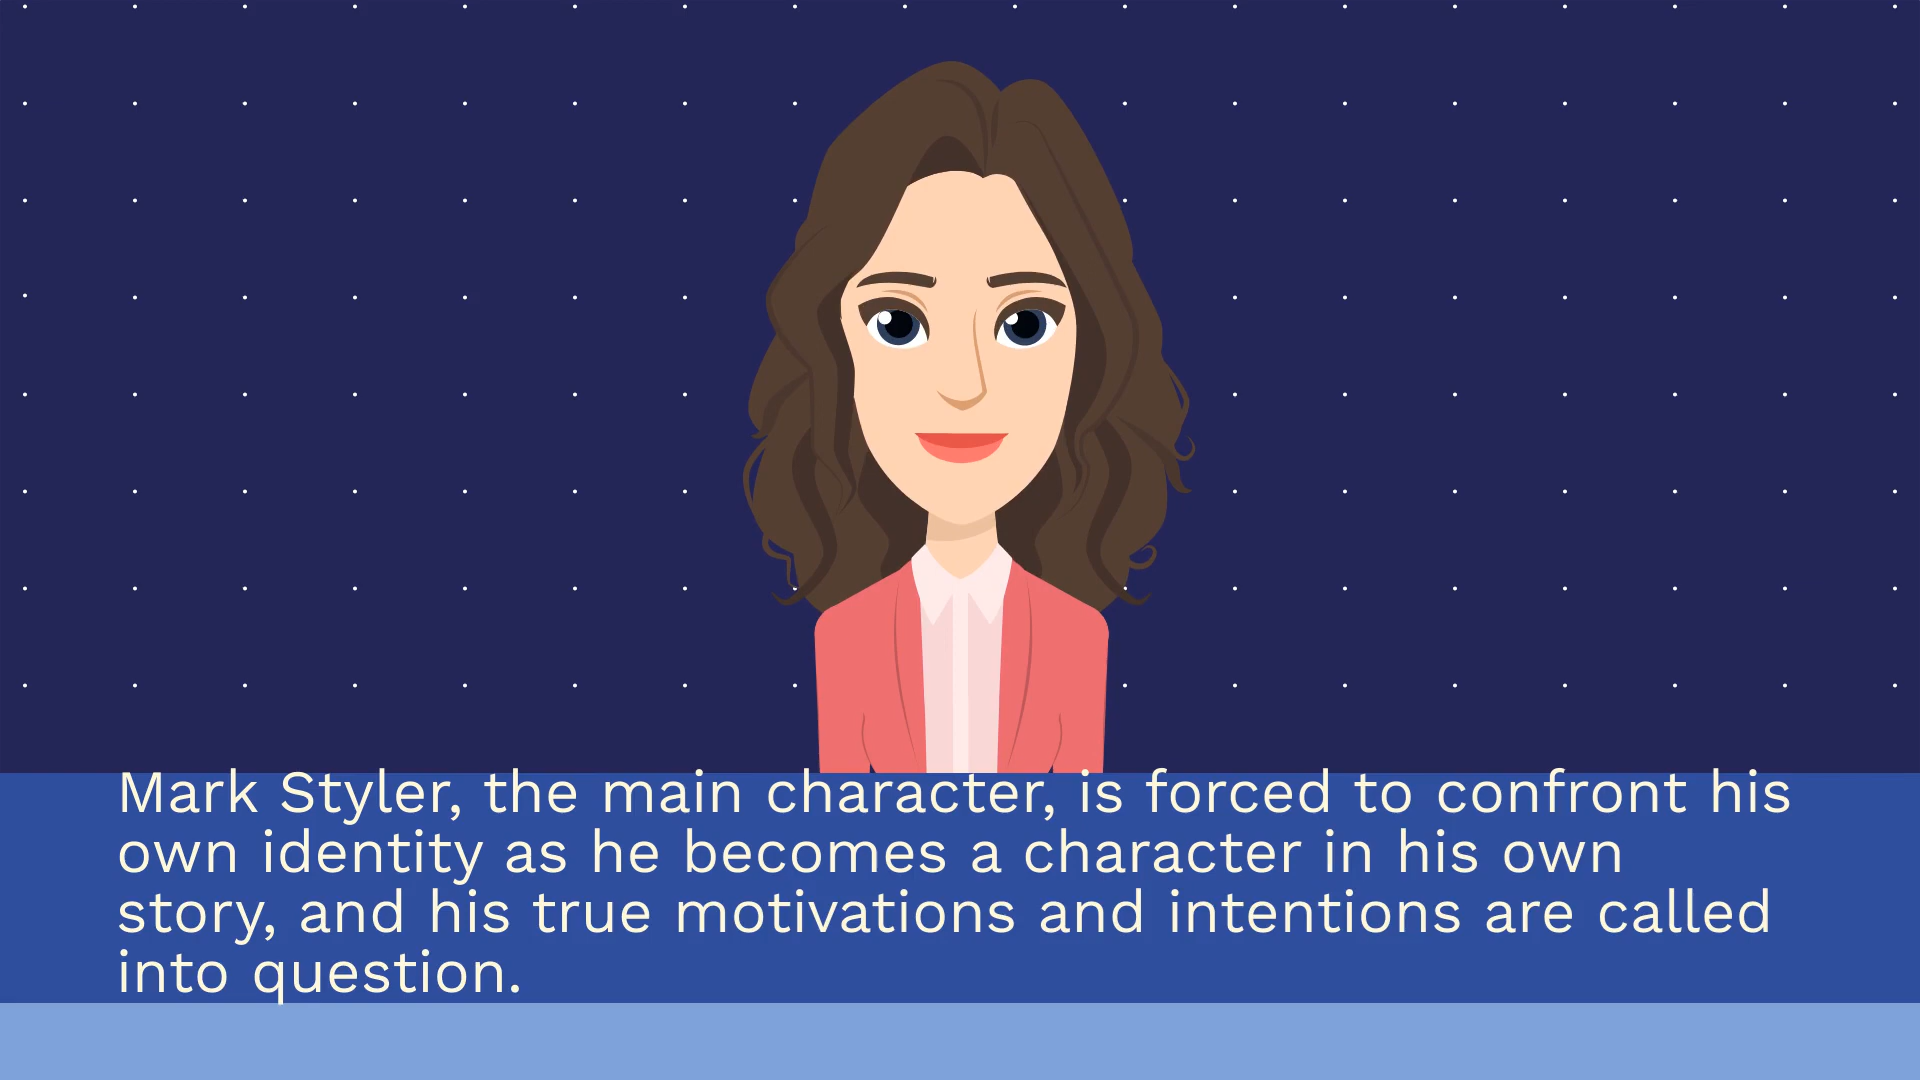 Mark Styler, the main character, is forced to confront his
own identity as he becomes a character in his own
story, and his true motivations and intentions are called
into question.